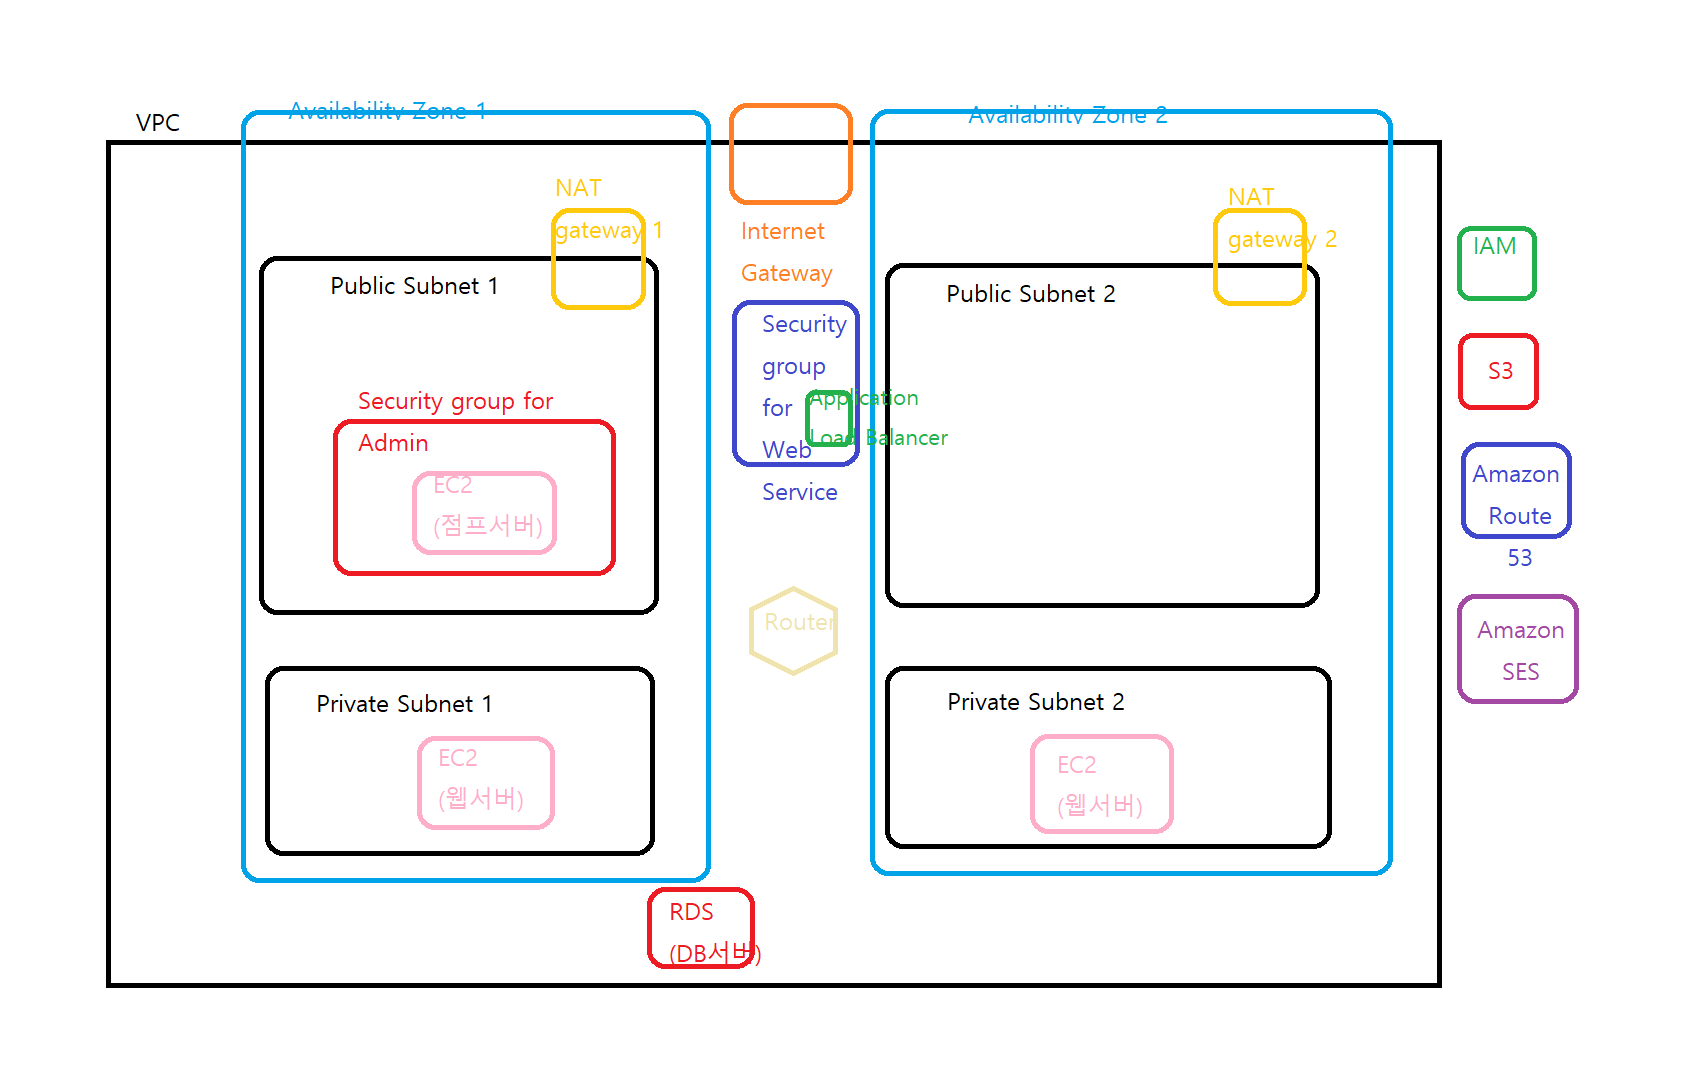 VPC
Availability Zone 1
Availability Zone 2
NAT
gateway 1
NAT
gateway 2
Internet
Gateway
IAM
Public Subnet 1
Public Subnet 2
Security
group
for
Web
Service
Application
Load Balancer
S3
Security group for
Admin
EC2
(점프서버)
Amazon
Route
53
Router
Amazon
SES
Private Subnet 1
Private Subnet 2
EC2
(웹서버)
EC2
(웹서버)
RDS
(DB서버)